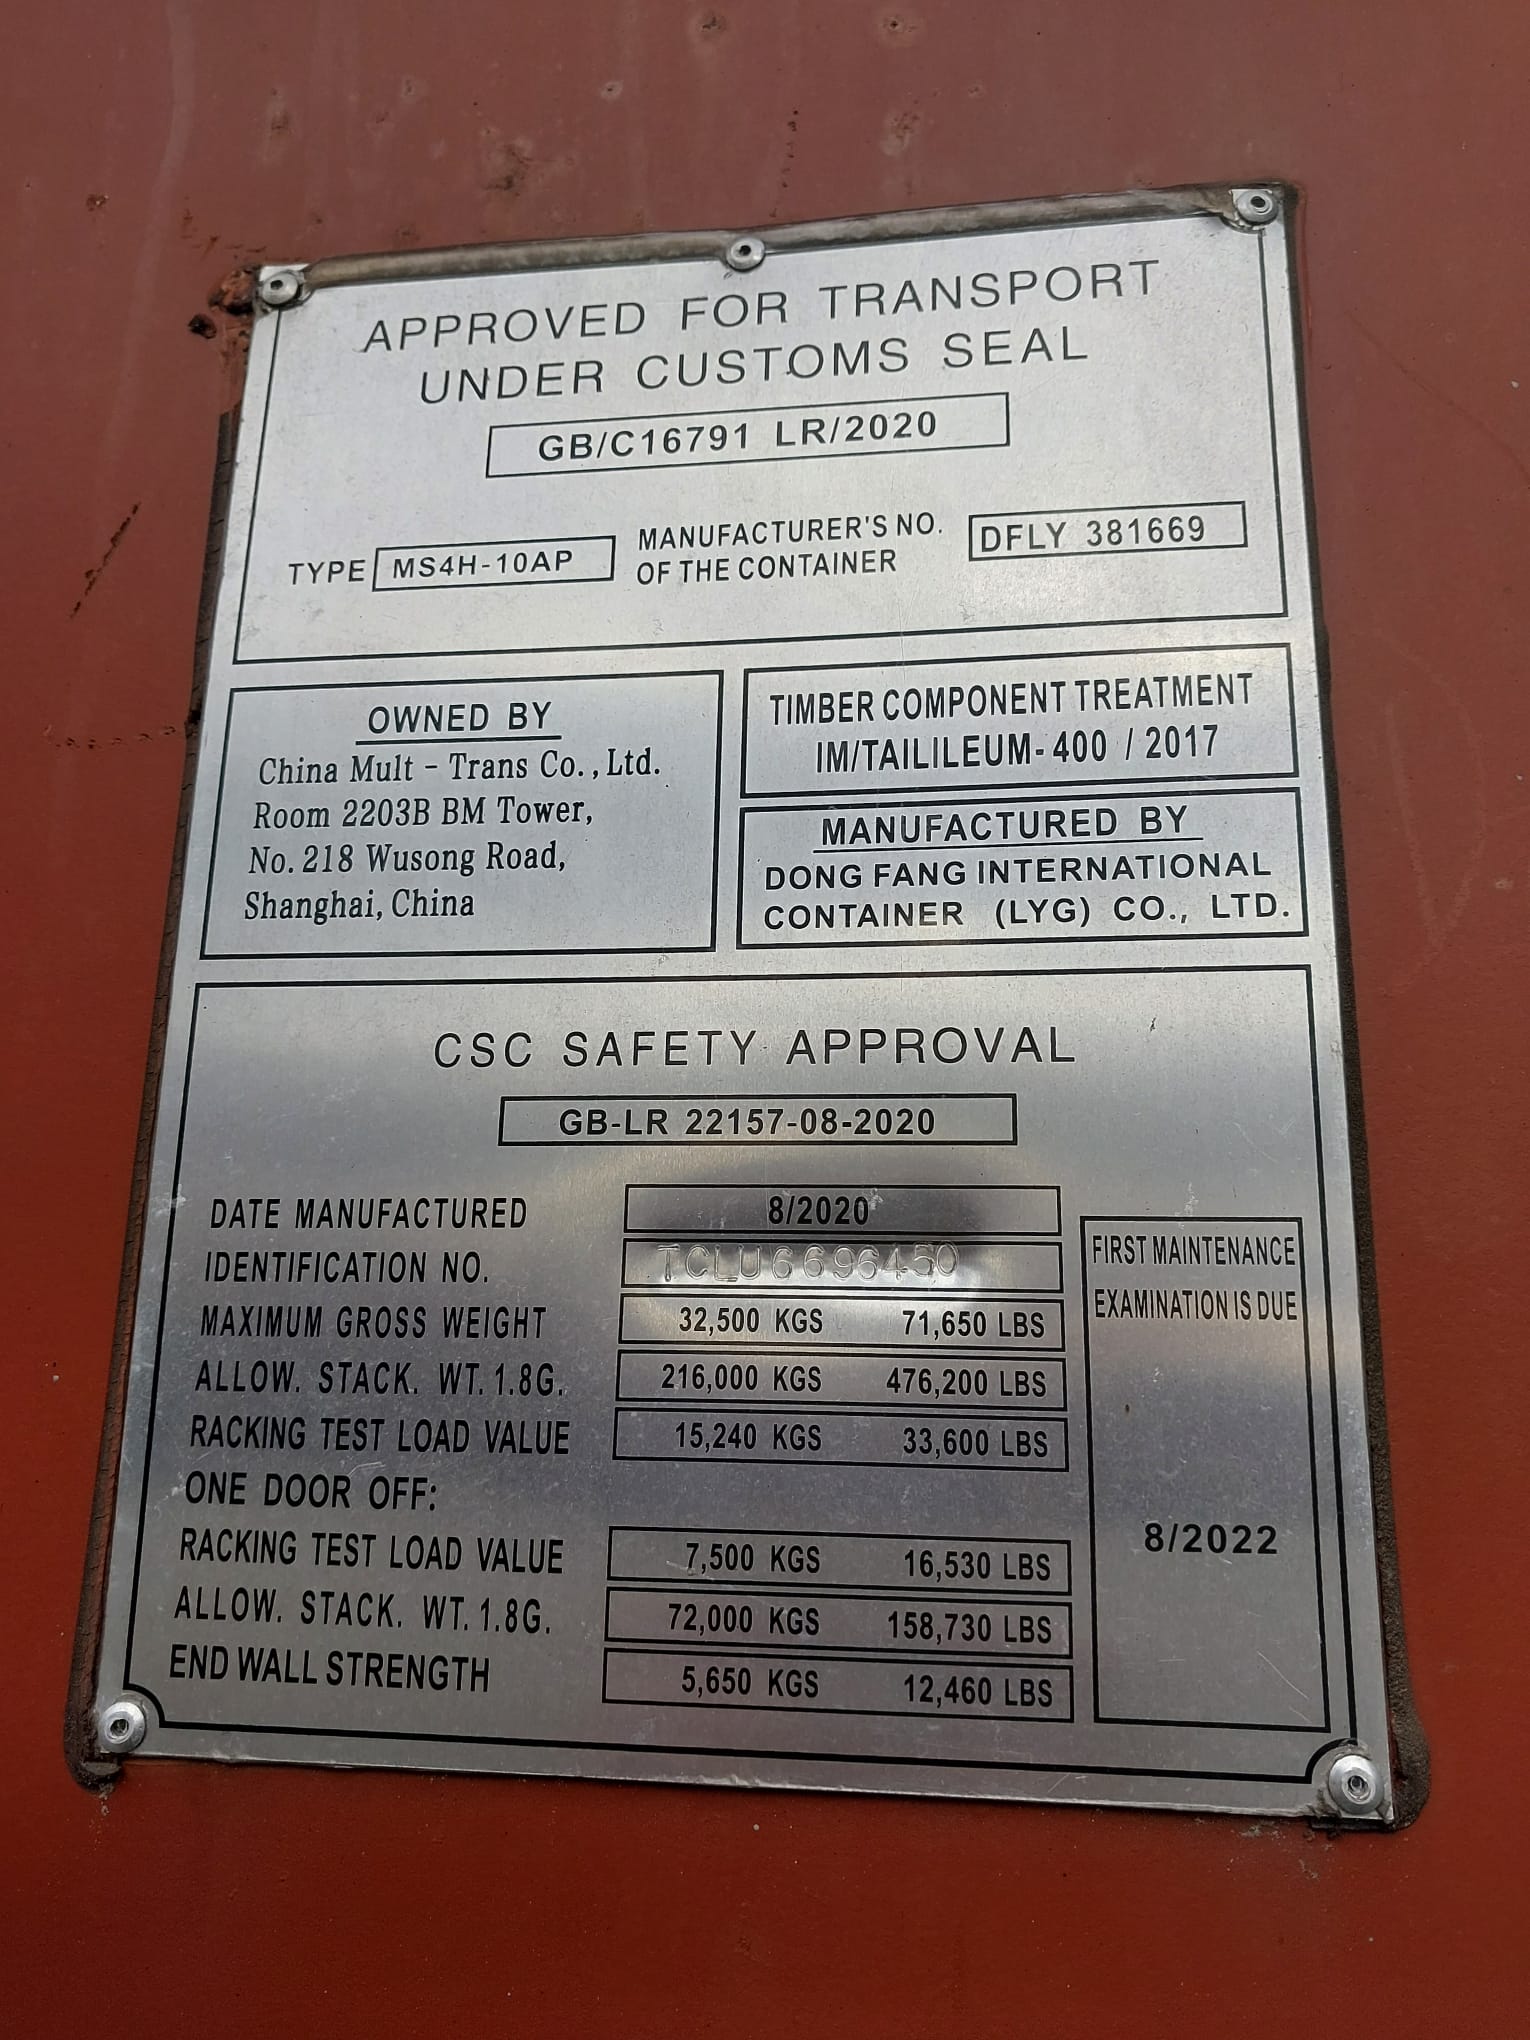 APPROVED FOR TRANSPORT
UNDER CUSTOMS SEAL
GB/C16791 LR/2020
TYPE MS4H-10AP
MANUFACTURER'S NO.
OF THE CONTAINER
DFLY 381669
OWNED BY
China Mult - Trans Co., Ltd.
Room 2203B BM Tower,
No. 218 Wusong Road,
Shanghai, China
TIMBER COMPONENT TREATMENT
IM/TAILILEUM-400 / 2017
MANUFACTURED BY
DONG FANG INTERNATIONAL
CONTAINER (LYG) CO., LTD.
CSC SAFETY APPROVAL
GB-LR 22157-08-2020
DATE MANUFACTURED 8/2020
IDENTIFICATION NO. TCLU6696450
MAXIMUM GROSS WEIGHT 32,500 KGS 71,650 LBS
ALLOW. STACK. WT. 1.8G. 216,000 KGS 476,200 LBS
RACKING TEST LOAD VALUE 15,240 KGS 33,600 LBS
ONE DOOR OFF:
RACKING TEST LOAD VALUE 7,500 KGS 16,530 LBS
ALLOW. STACK. WT. 1.8G. 72,000 KGS 158,730 LBS
END WALL STRENGTH 5,650 KGS 12,460 LBS
FIRST MAINTENANCE
EXAMINATION IS DUE
8/2022